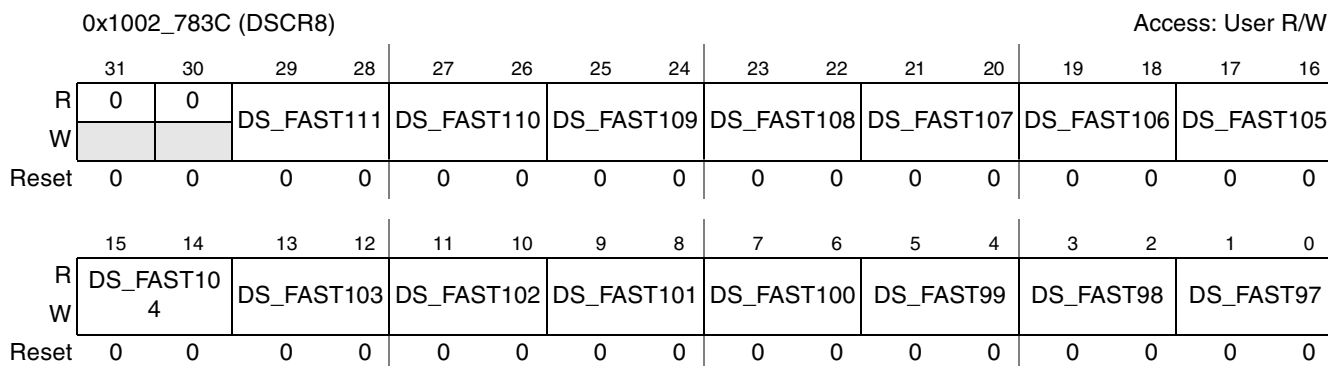 0x1002_783C (DSCR8) Access: User R/W
31 30 29 28 27 26 25 24 23 22 21 20 19 18 17 16
R 0 0 DS_FAST111 DS_FAST110 DS_FAST109 DS_FAST108 DS_FAST107 DS_FAST106 DS_FAST105
W
Reset 0 0 0 0 0 0 0 0 0 0 0 0 0 0 0 0
15 14 13 12 11 10 9 8 7 6 5 4 3 2 1 0
R DS_FAST10
4 DS_FAST103 DS_FAST102 DS_FAST101 DS_FAST100 DS_FAST99 DS_FAST98 DS_FAST97
W
Reset 0 0 0 0 0 0 0 0 0 0 0 0 0 0 0 0